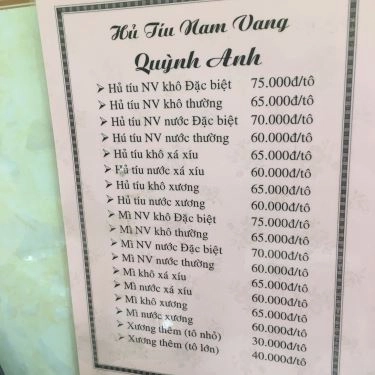 Hủ Tíu Nam Vang
Quỳnh Anh
➢ Hủ tíu NV khô Đặc biệt 75.000đ/tô
➢ Hủ tíu NV khô thường 65.000đ/tô
➢ Hủ tíu NV nước Đặc biệt 70.000đ/tô
➢ Hú tíu NV nước thường 60.000đ/tô
➢ Hủ tíu khô xá xíu 65.000đ/tô
➢ Hủ tíu nước xá xíu 60.000đ/tô
➢ Hủ tíu khô xương 65.000đ/tô
➢ Hủ tíu nước xương 60.000đ/tô
➢ Mì NV khô Đặc biệt 75.000đ/tô
➢ Mì NV khô thường 65.000đ/tô
➢ Mì NV nước Đặc biệt 70.000đ/tô
➢ Mì NV nước thường 60.000đ/tô
➢ Mì khô xá xíu 65.000đ/tô
➢ Mì nước xá xíu 60.000đ/tô
➢ Mì khô xương 65.000đ/tô
➢ Mì nước xương 60.000đ/tô
➢ Xương thêm (tô nhỏ) 30.000đ/tô
➢ Xương thêm (tô lớn) 40.000đ/tô